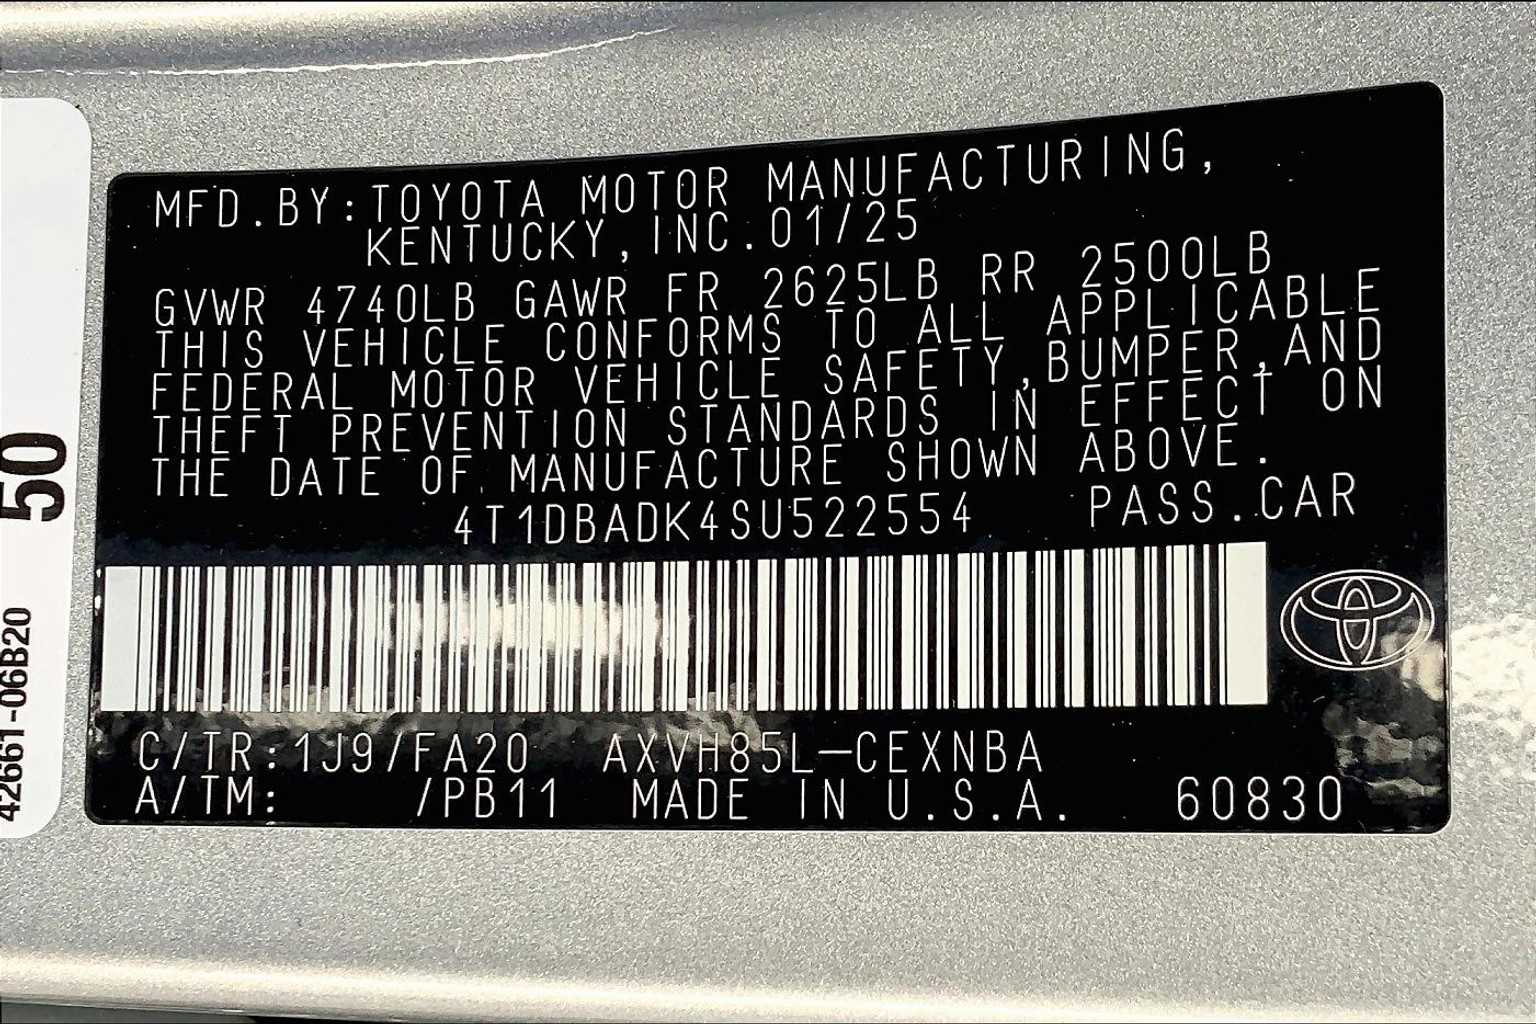 MFD.BY:TOYOTA MOTOR MANUFACTURING,
KENTUCKY,INC.01/25
GVWR 4740LB GAWR FR 2625LB RR 2500LB
THIS VEHICLE CONFORMS TO ALL APPLICABLE
FEDERAL MOTOR VEHICLE SAFETY,BUMPER,AND
THEFT PREVENTION STANDARDS IN EFFECT ON
THE DATE OF MANUFACTURE SHOWN ABOVE.
4T1DBADK4SU522554 PASS.CAR
C/TR:1J9/FA20 AXVH85L-CEXNBA
A/TM: /PB11 MADE IN U.S.A. 60830
50
42661-06B20